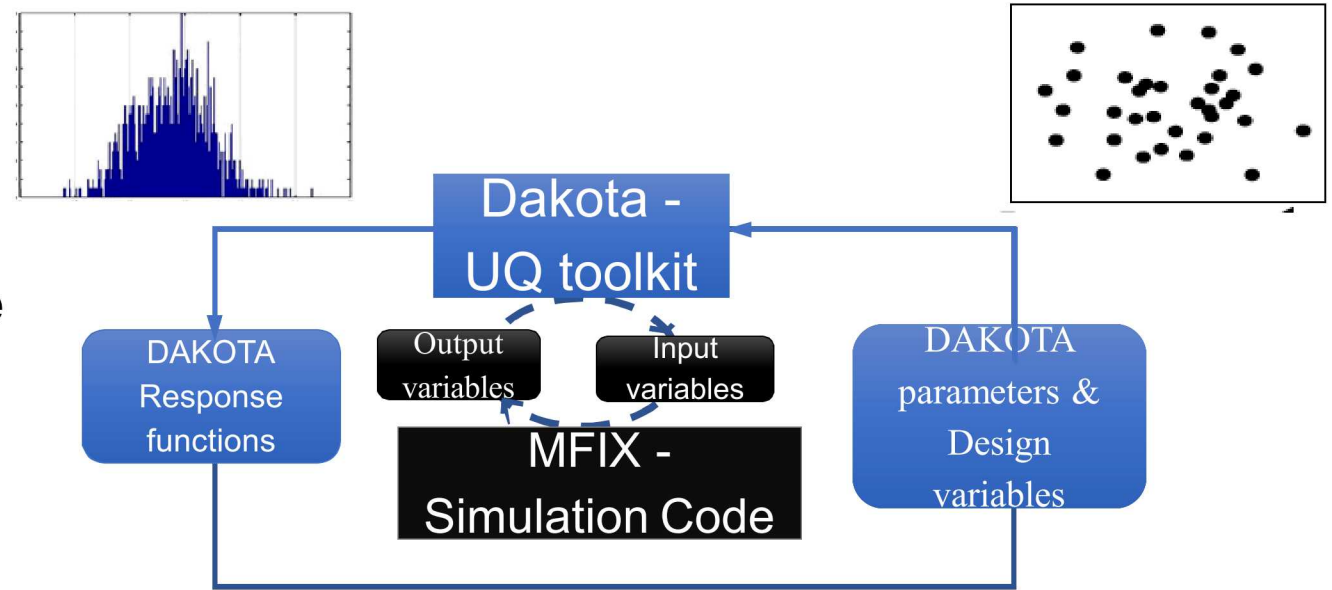 Dakota -
UQ toolkit
e
DAKOTA
Response
functions
Output
variables
Input
variables
DAKOTA
parameters &
Design
variables
MFIX -
Simulation Code